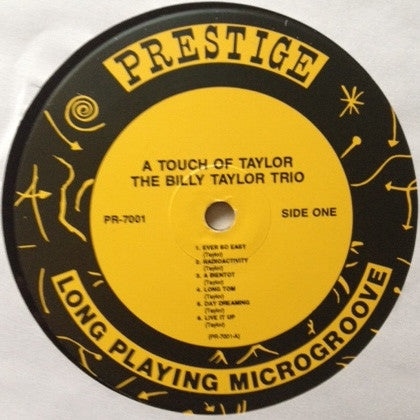 PRESTIGE
A TOUCH OF TAYLOR
THE BILLY TAYLOR TRIO
PR-7001
SIDE ONE
1. EVER SO EASY
(Taylor)
2. RADIOACTIVITY
(Taylor)
3. A BIENTOT
(Taylor)
4. LONG TOM
(Taylor)
5. DAY DREAMING
(Taylor)
6. LIVE IT UP
(Taylor)
(PR-7001-A)
LONG PLAYING MICROGROOVE